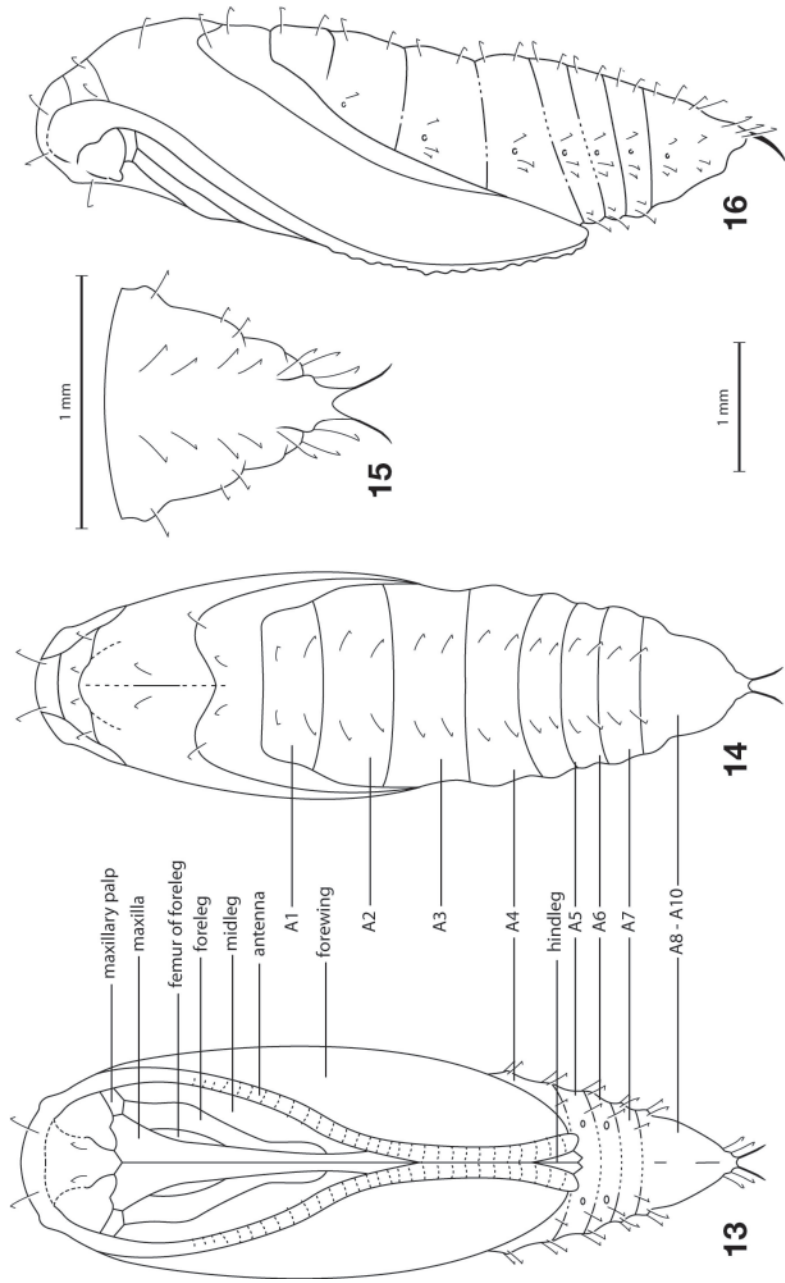 16
1 mm
15
1 mm
14
maxillary palp
maxilla
femur of foreleg
foreleg
midleg
antenna
forewing
A1
A2
A3
A4
hindleg
A5
A6
A7
A8 - A10
13